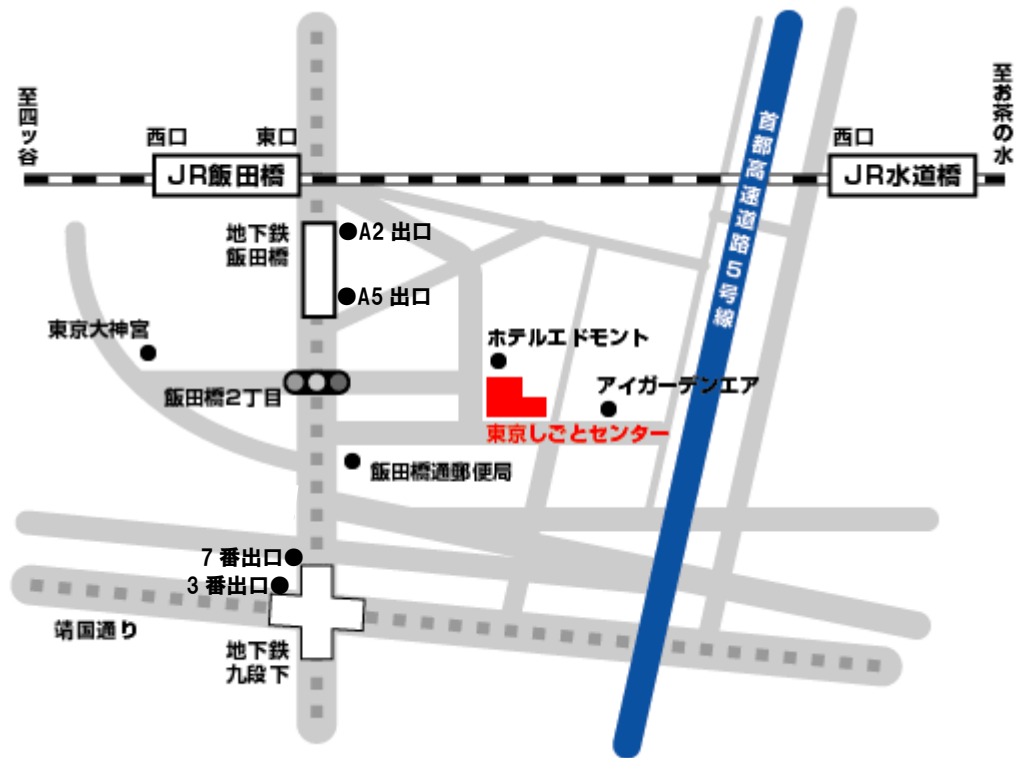 至四ッ谷
西口
東口
JR飯田橋
至お茶の水
西口
JR水道橋
首都高速道路5号線
地下鉄
飯田橋
A2 出口
A5 出口
東京大神宮
ホテルエドモント
アイガーデンエア
飯田橋2丁目
東京しごとセンター
飯田橋通郵便局
7 番出口
3 番出口
靖国通り
地下鉄
九段下